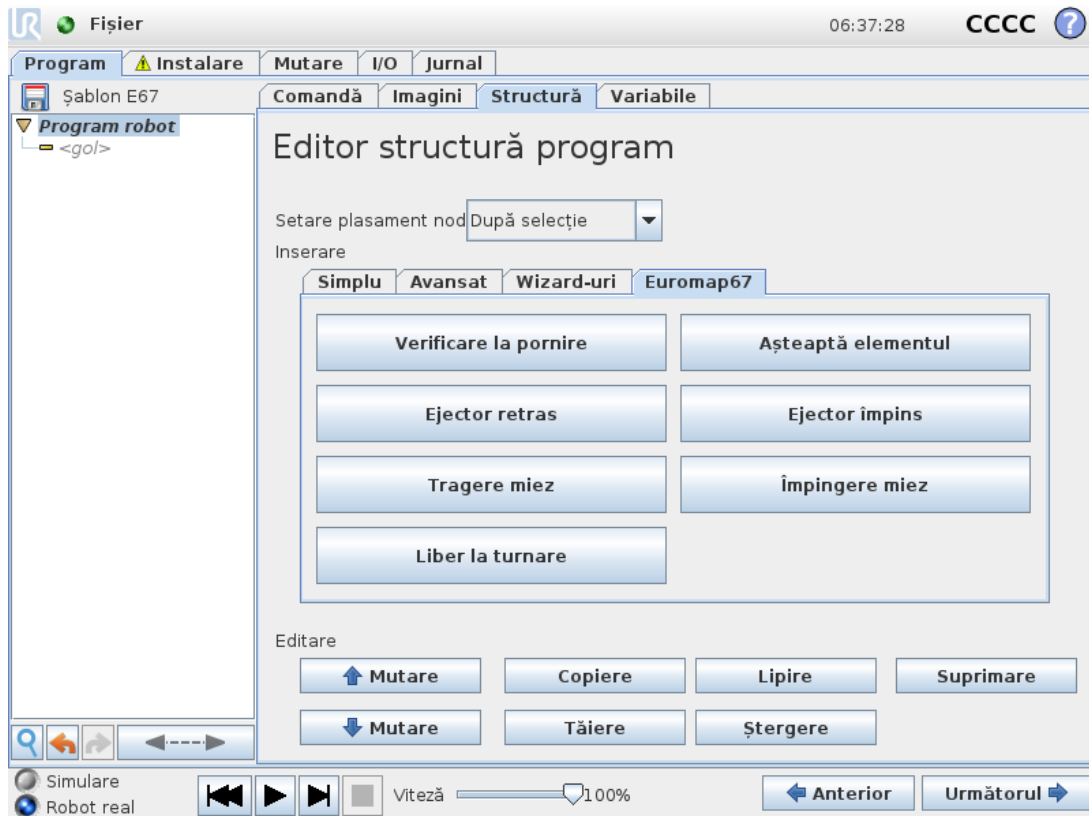 UR Fișier 06:37:28 CCCC ?
Program Instalare Mutare I/O Jurnal
Șablon E67
Program robot
<gol>
Comandă Imagini Structură Variabile
Editor structură program
Setare plasament nod După selecție
Inserare
Simplu Avansat Wizard-uri Euromap67
Verificare la pornire Așteaptă elementul
Ejector retras Ejector împins
Tragere miez Împingere miez
Liber la turnare
Editare
Mutare Copiere Lipire Suprimare
Mutare Tăiere Ștergere
Simulare
Robot real
Viteză 100%
Anterior Următorul